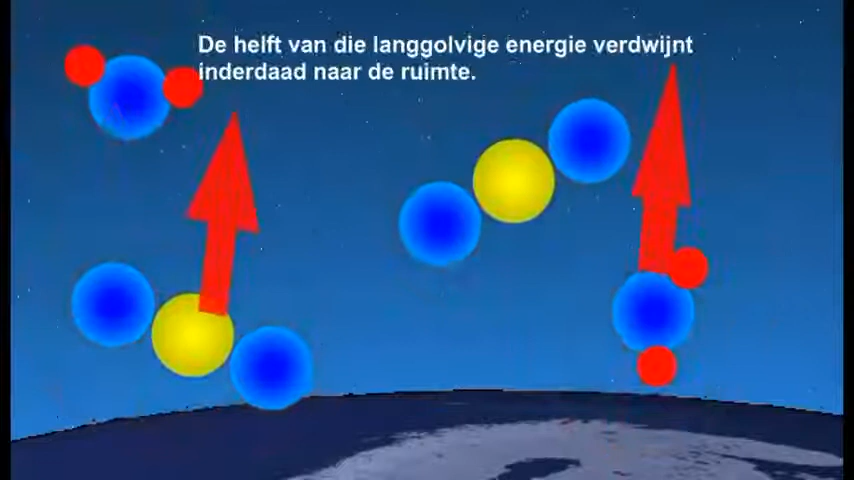 De helft van die langgolvige energie verdwijnt
inderdaad naar de ruimte.